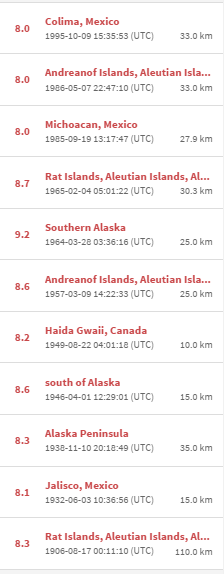 8.0 Colima, Mexico
1995-10-09 15:35:53 (UTC) 33.0 km
8.0 Andreanof Islands, Aleutian Isla...
1986-05-07 22:47:10 (UTC) 33.0 km
8.0 Michoacan, Mexico
1985-09-19 13:17:47 (UTC) 27.9 km
8.7 Rat Islands, Aleutian Islands, Al...
1965-02-04 05:01:22 (UTC) 30.3 km
9.2 Southern Alaska
1964-03-28 03:36:16 (UTC) 25.0 km
8.6 Andreanof Islands, Aleutian Isla...
1957-03-09 14:22:33 (UTC) 25.0 km
8.2 Haida Gwaii, Canada
1949-08-22 04:01:18 (UTC) 10.0 km
8.6 south of Alaska
1946-04-01 12:29:01 (UTC) 15.0 km
8.3 Alaska Peninsula
1938-11-10 20:18:49 (UTC) 35.0 km
8.1 Jalisco, Mexico
1932-06-03 10:36:56 (UTC) 15.0 km
8.3 Rat Islands, Aleutian Islands, Al...
1906-08-17 00:11:10 (UTC) 110.0 km